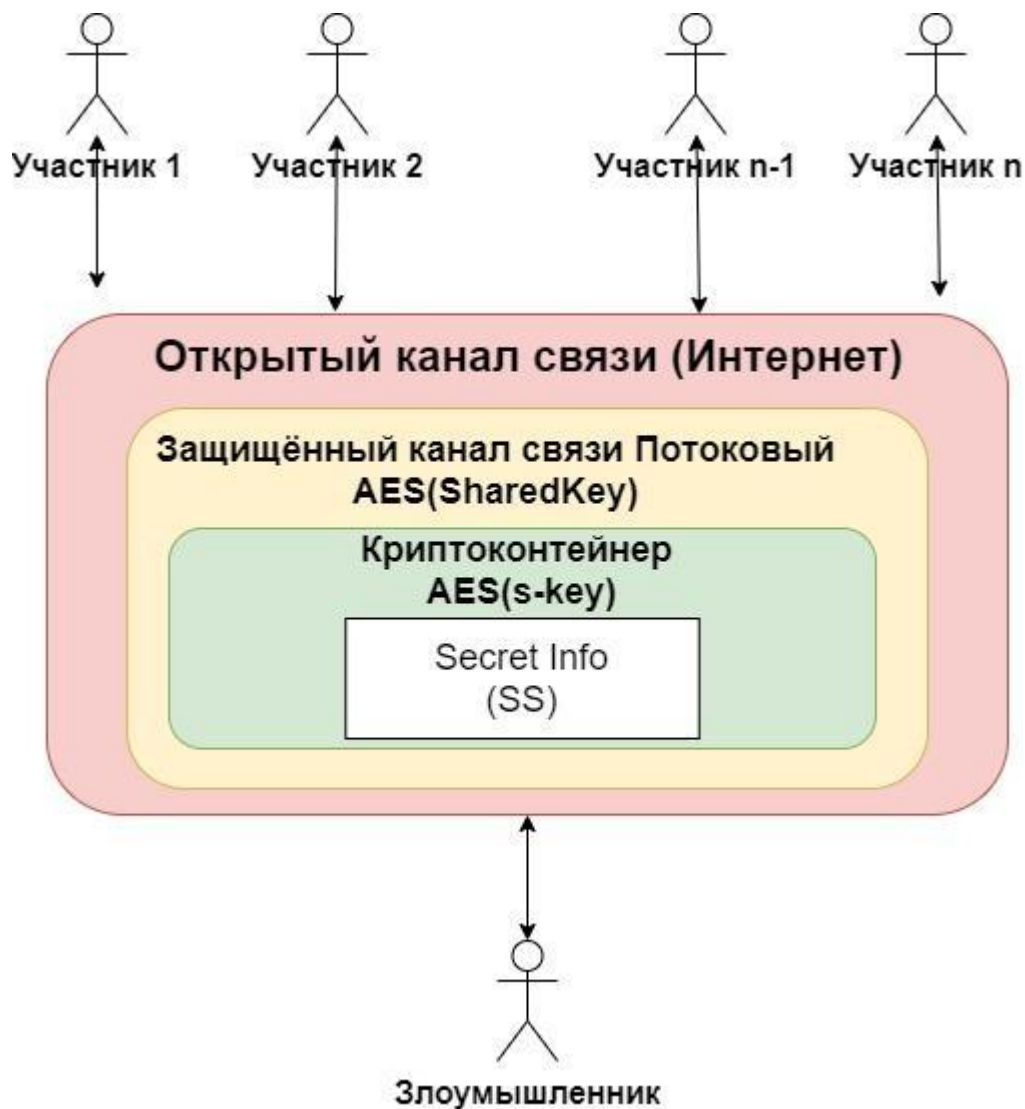 Участник 1
Участник 2
Участник n-1
Участник n
Открытый канал связи (Интернет)
Защищённый канал связи Потоковый
AES(SharedKey)
Криптоконтейнер
AES(s-key)
Secret Info
(SS)
Злоумышленник